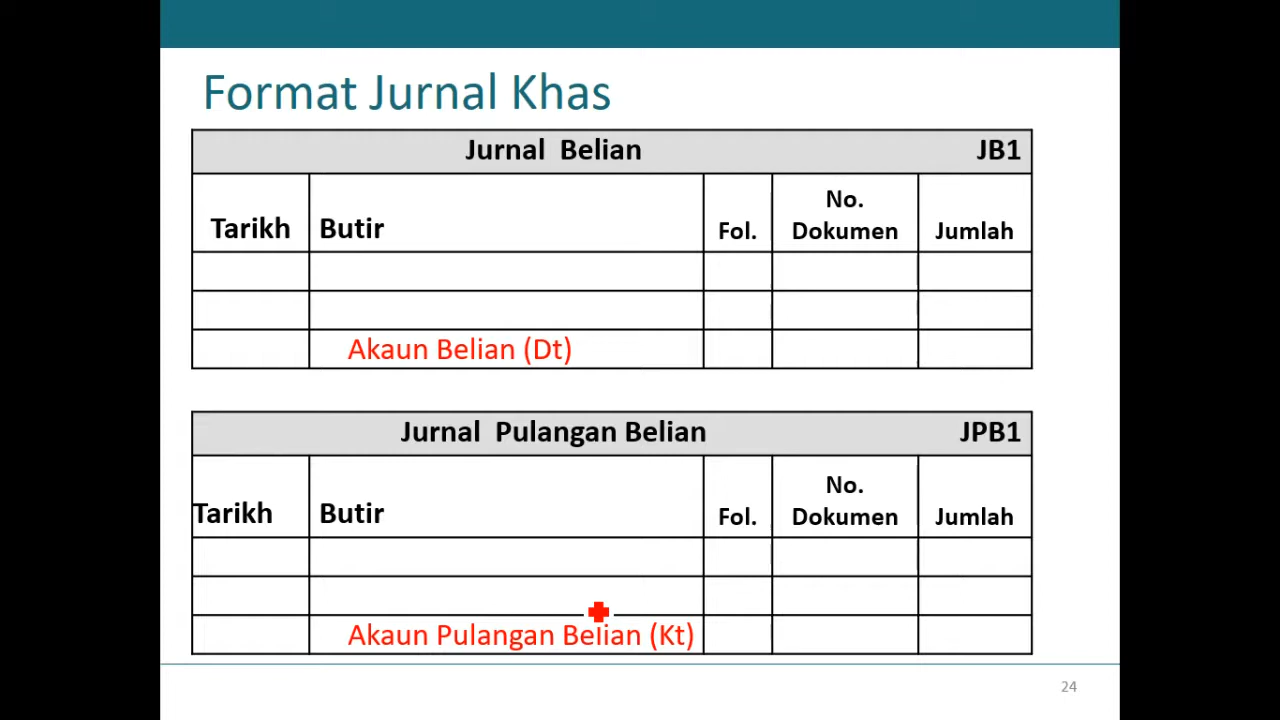 Format Jurnal Khas
Jurnal Belian JB1
Tarikh Butir Fol. No. Dokumen Jumlah
Akaun Belian (Dt)
Jurnal Pulangan Belian JPB1
Tarikh Butir Fol. No. Dokumen Jumlah
Akaun Pulangan Belian (Kt)
24